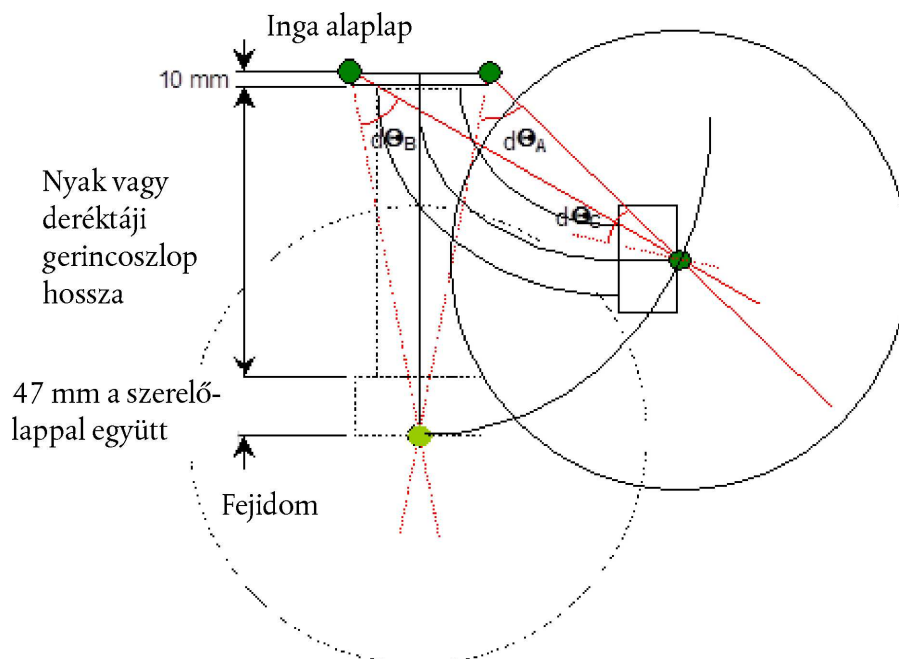 Inga alaplap
10 mm
dΘB
dΘA
Nyak vagy
deréktáji
gerincoszlop
hossza
dΘC
47 mm a szerelő-
lappal együtt
Fejidom